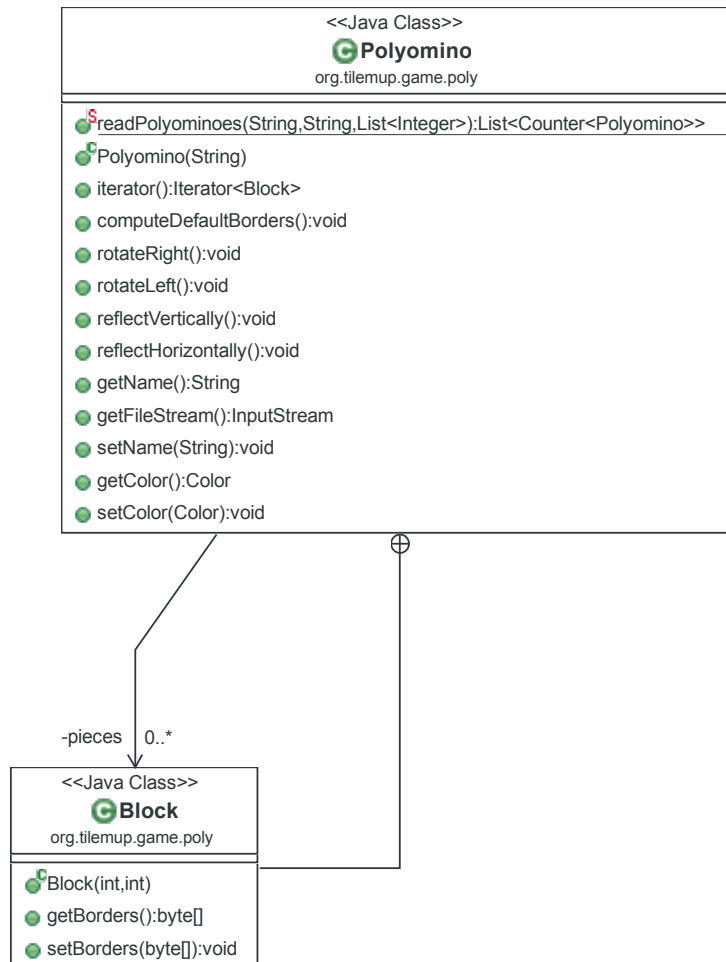 <<Java Class>>
Polyomino
org.tilemup.game.poly
readPolyominoes(String,String,List<Integer>):List<Counter<Polyomino>>
Polyomino(String)
iterator():Iterator<Block>
computeDefaultBorders():void
rotateRight():void
rotateLeft():void
reflectVertically():void
reflectHorizontally():void
getName():String
getFileStream():InputStream
setName(String):void
getColor():Color
setColor(Color):void
-pieces 0..*
<<Java Class>>
Block
org.tilemup.game.poly
Block(int,int)
getBorders():byte[]
setBorders(byte[]):void